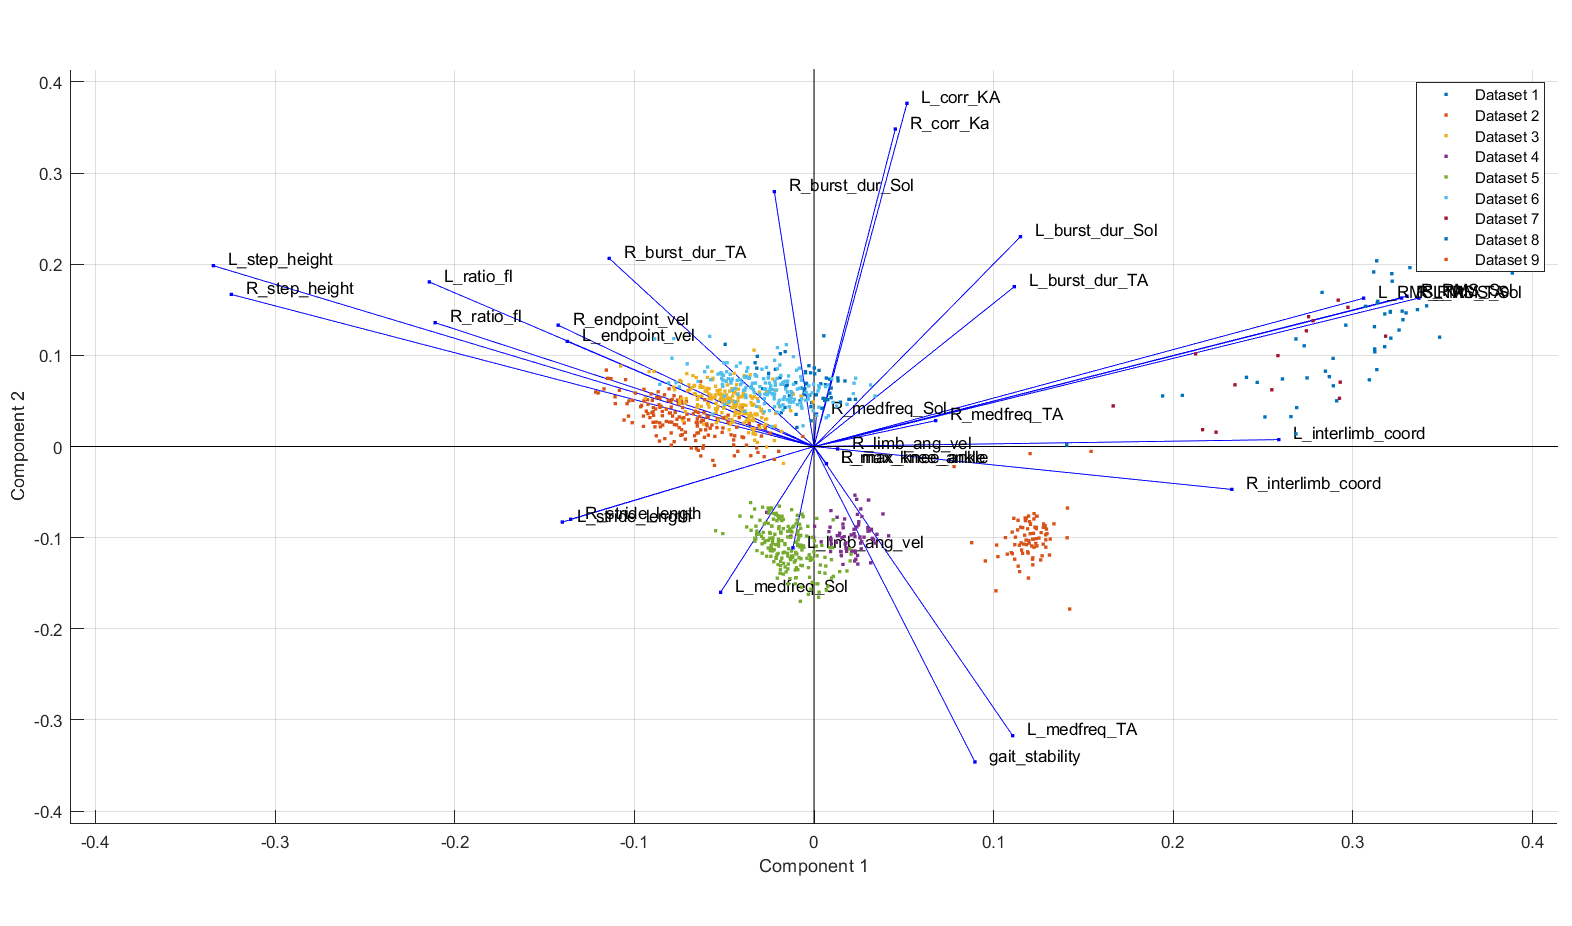 0.4
0.3
0.2
0.1
0
-0.1
-0.2
-0.3
-0.4
Component 2
-0.4
-0.3
-0.2
-0.1
0
0.1
0.2
0.3
0.4
Component 1
L_corr_KA
R_corr_Ka
R_burst_dur_Sol
L_burst_dur_Sol
R_burst_dur_TA
L_step_height
L_ratio_fl
L_burst_dur_TA
R_step_height
R_ratio_fl
R_endpoint_vel
L_endpoint_vel
R_medfreq_Sol
R_medfreq_TA
R_limb_ang_vel
L_interlimb_coord
R_interlimb_coord
R_stride_length
L_stride_length
L_limb_ang_vel
L_medfreq_Sol
L_medfreq_TA
gait_stability
Dataset 1
Dataset 2
Dataset 3
Dataset 4
Dataset 5
Dataset 6
Dataset 7
Dataset 8
Dataset 9